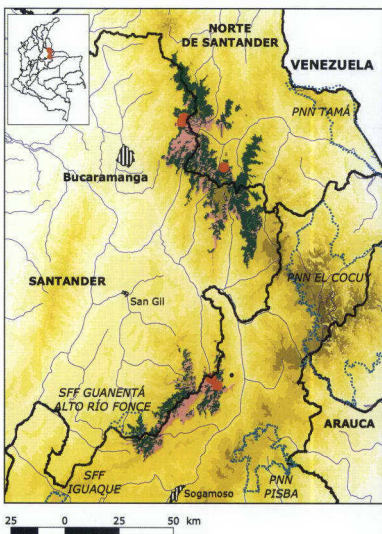 NORTE
DE SANTANDER
VENEZUELA
PNN TAMÁ
Bucaramanga
PNN EL COCUY
SANTANDER
San Gil
SFF GUANENTÁ
ALTO RÍO FONCE
ARAUCA
SFF
IGUAQUE
PNN
PISBA
Sogamoso
25 0 25 50 km